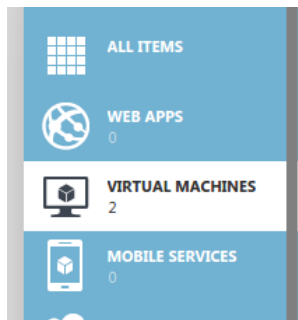 ALL ITEMS
WEB APPS
0
VIRTUAL MACHINES
2
MOBILE SERVICES
0